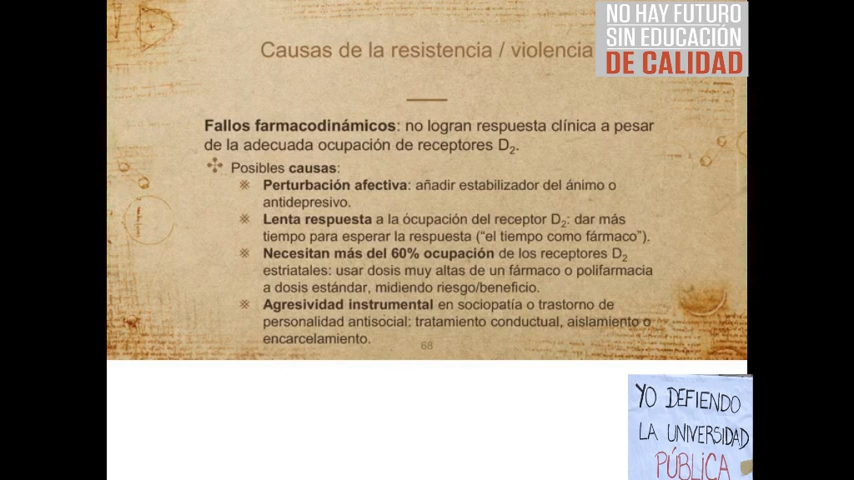 NO HAY FUTURO
SIN EDUCACIÓN
DE CALIDAD
Causas de la resistencia / violencia
Fallos farmacodinámicos: no logran respuesta clínica a pesar
de la adecuada ocupación de receptores D2.
Posibles causas:
Perturbación afectiva: añadir estabilizador del ánimo o
antidepresivo.
Lenta respuesta a la ocupación del receptor D2: dar más
tiempo para esperar la respuesta (“el tiempo como fármaco”).
Necesitan más del 60% ocupación de los receptores D2
estriatales: usar dosis muy altas de un fármaco o polifarmacia
a dosis estándar, midiendo riesgo/beneficio.
Agresividad instrumental en sociopatía o trastorno de
personalidad antisocial: tratamiento conductual, aislamiento o
encarcelamiento.
68
YO DEFIENDO
LA UNIVERSIDAD
PÚBLICA